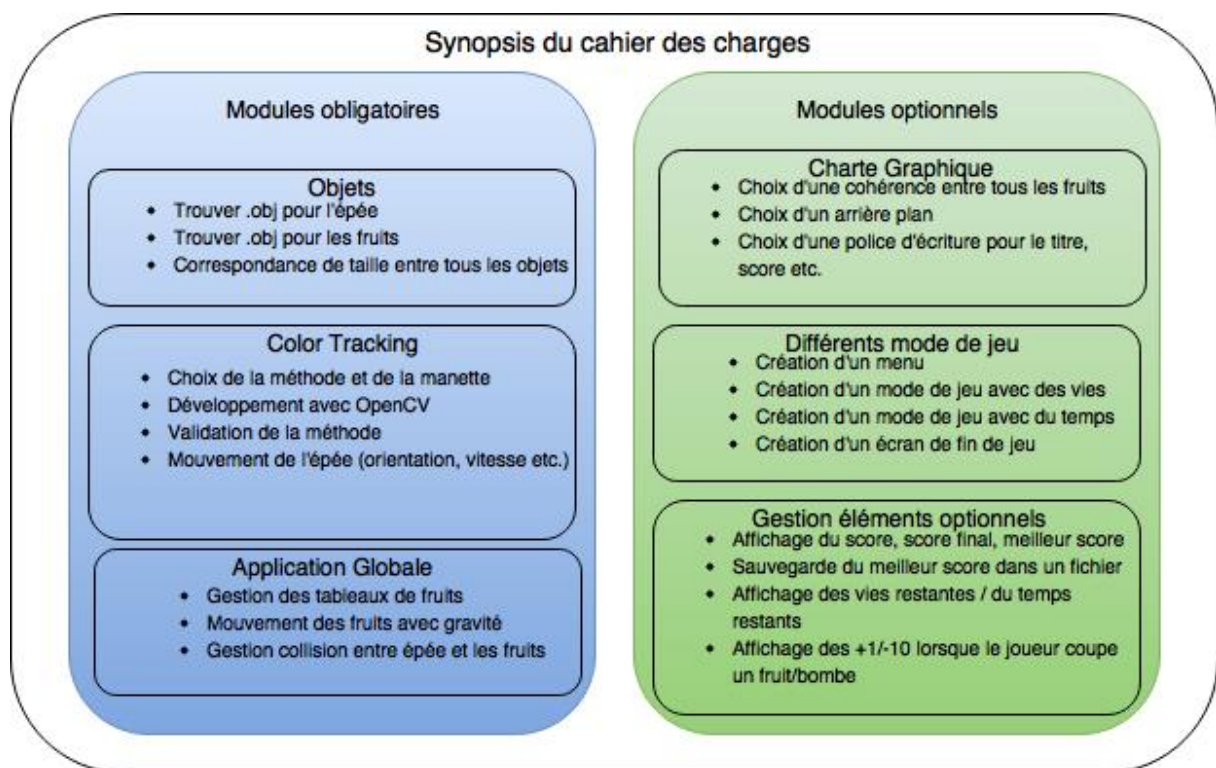 Synopsis du cahier des charges
Modules obligatoires
Objets
• Trouver .obj pour l'épée
• Trouver .obj pour les fruits
• Correspondance de taille entre tous les objets
Color Tracking
• Choix de la méthode et de la manette
• Développement avec OpenCV
• Validation de la méthode
• Mouvement de l'épée (orientation, vitesse etc.)
Application Globale
• Gestion des tableaux de fruits
• Mouvement des fruits avec gravité
• Gestion collision entre épée et les fruits
Modules optionnels
Charte Graphique
• Choix d'une cohérence entre tous les fruits
• Choix d'un arrière plan
• Choix d'une police d'écriture pour le titre,
score etc.
Différents mode de jeu
• Création d'un menu
• Création d'un mode de jeu avec des vies
• Création d'un mode de jeu avec du temps
• Création d'un écran de fin de jeu
Gestion éléments optionnels
• Affichage du score, score final, meilleur score
• Sauvegarde du meilleur score dans un fichier
• Affichage des vies restantes / du temps
restants
• Affichage des +1/-10 lorsque le joueur coupe
un fruit/bombe